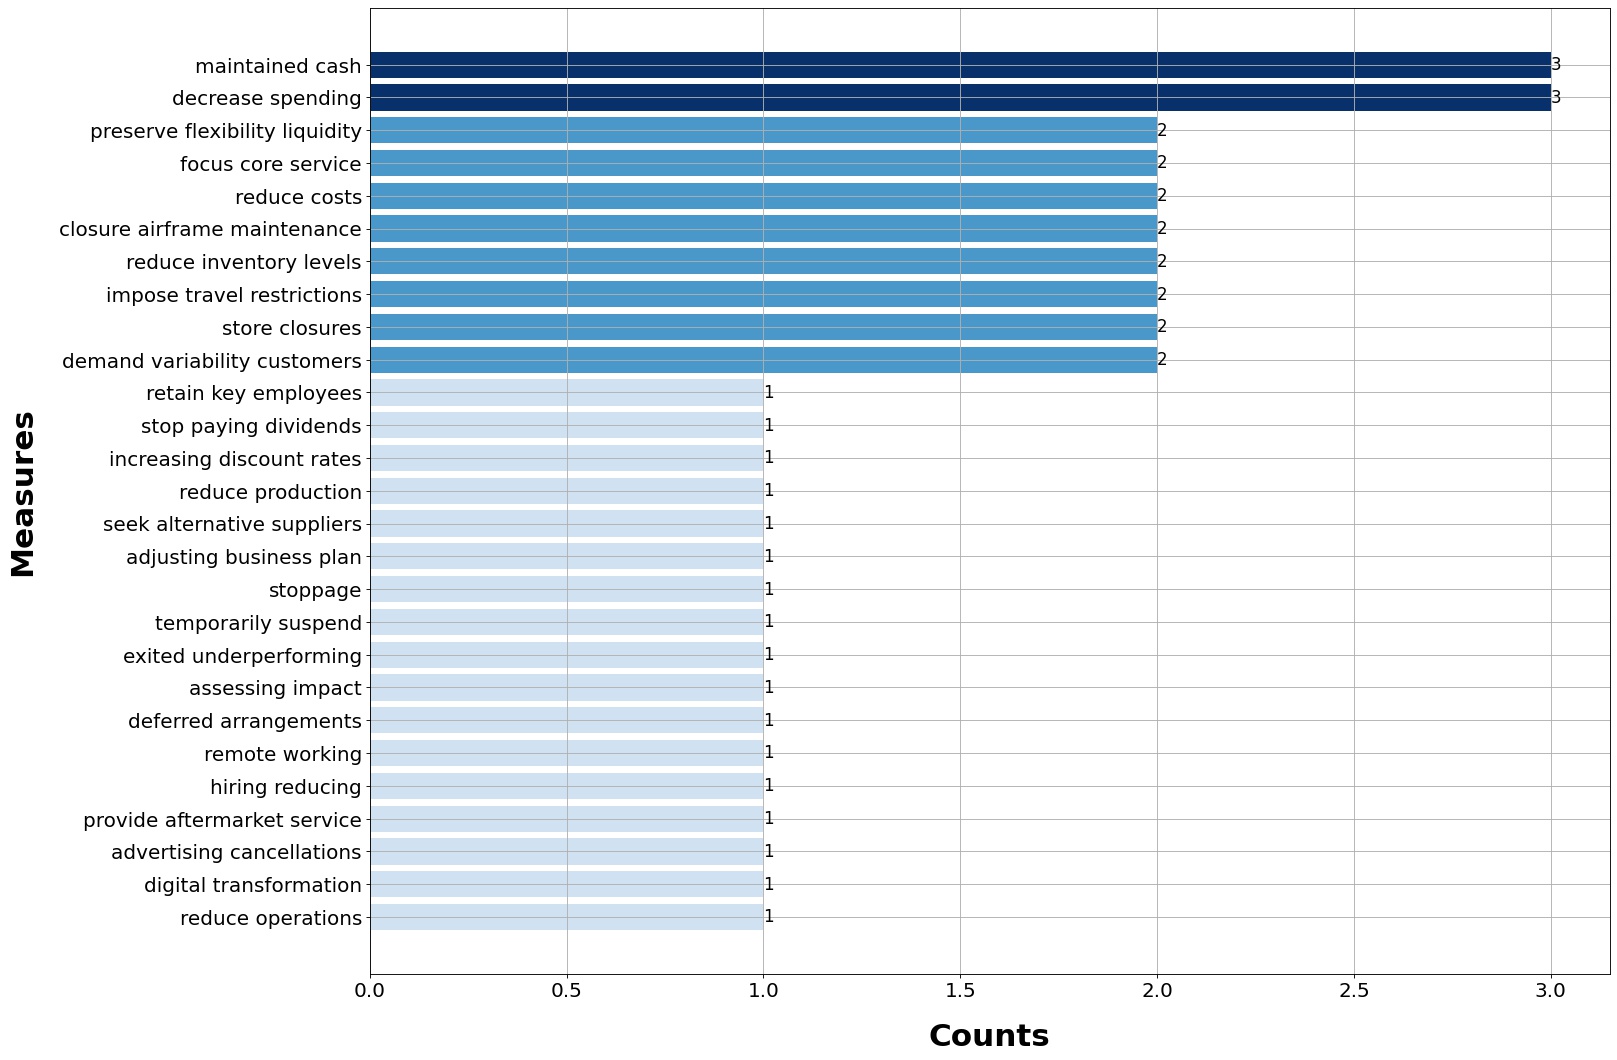 maintained cash 3
decrease spending 3
preserve flexibility liquidity 2
focus core service 2
reduce costs 2
closure airframe maintenance 2
reduce inventory levels 2
impose travel restrictions 2
store closures 2
demand variability customers 2
retain key employees 1
stop paying dividends 1
increasing discount rates 1
reduce production 1
seek alternative suppliers 1
adjusting business plan 1
stoppage 1
temporarily suspend 1
exited underperforming 1
assessing impact 1
deferred arrangements 1
remote working 1
hiring reducing 1
provide aftermarket service 1
advertising cancellations 1
digital transformation 1
reduce operations 1
Measures
0.0 0.5 1.0 1.5 2.0 2.5 3.0
Counts